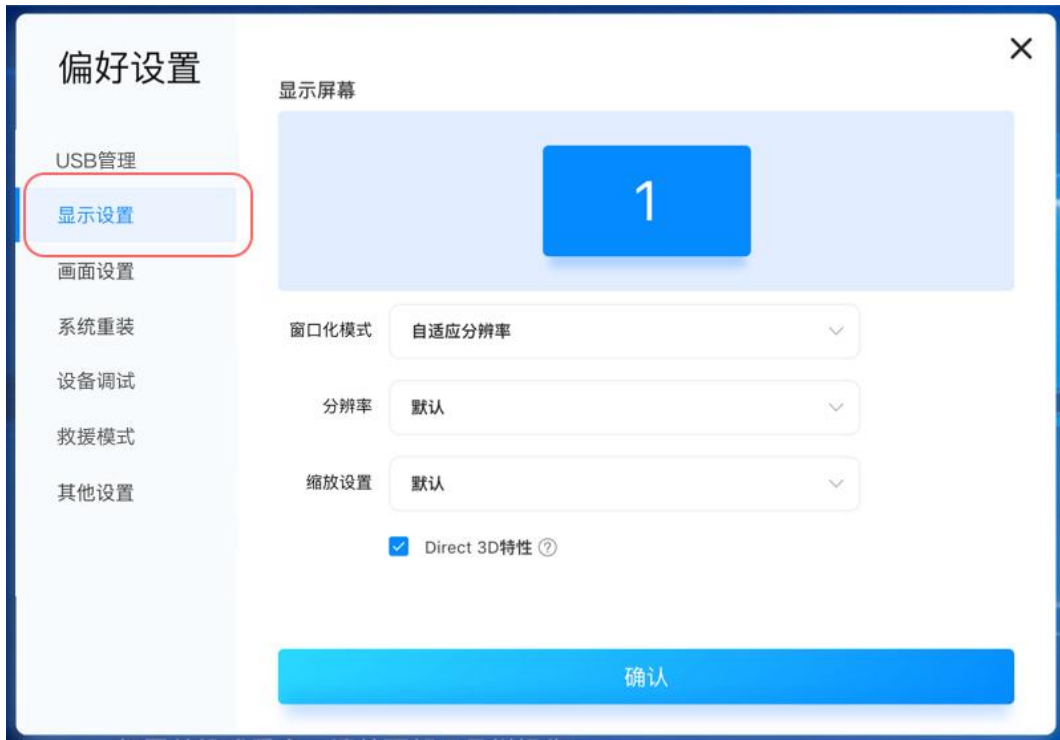 偏好设置
USB管理
显示设置
画面设置
系统重装
设备调试
救援模式
其他设置
显示屏幕
1
窗口化模式 自适应分辨率
分辨率 默认
缩放设置 默认
Direct 3D特性 ?
确认